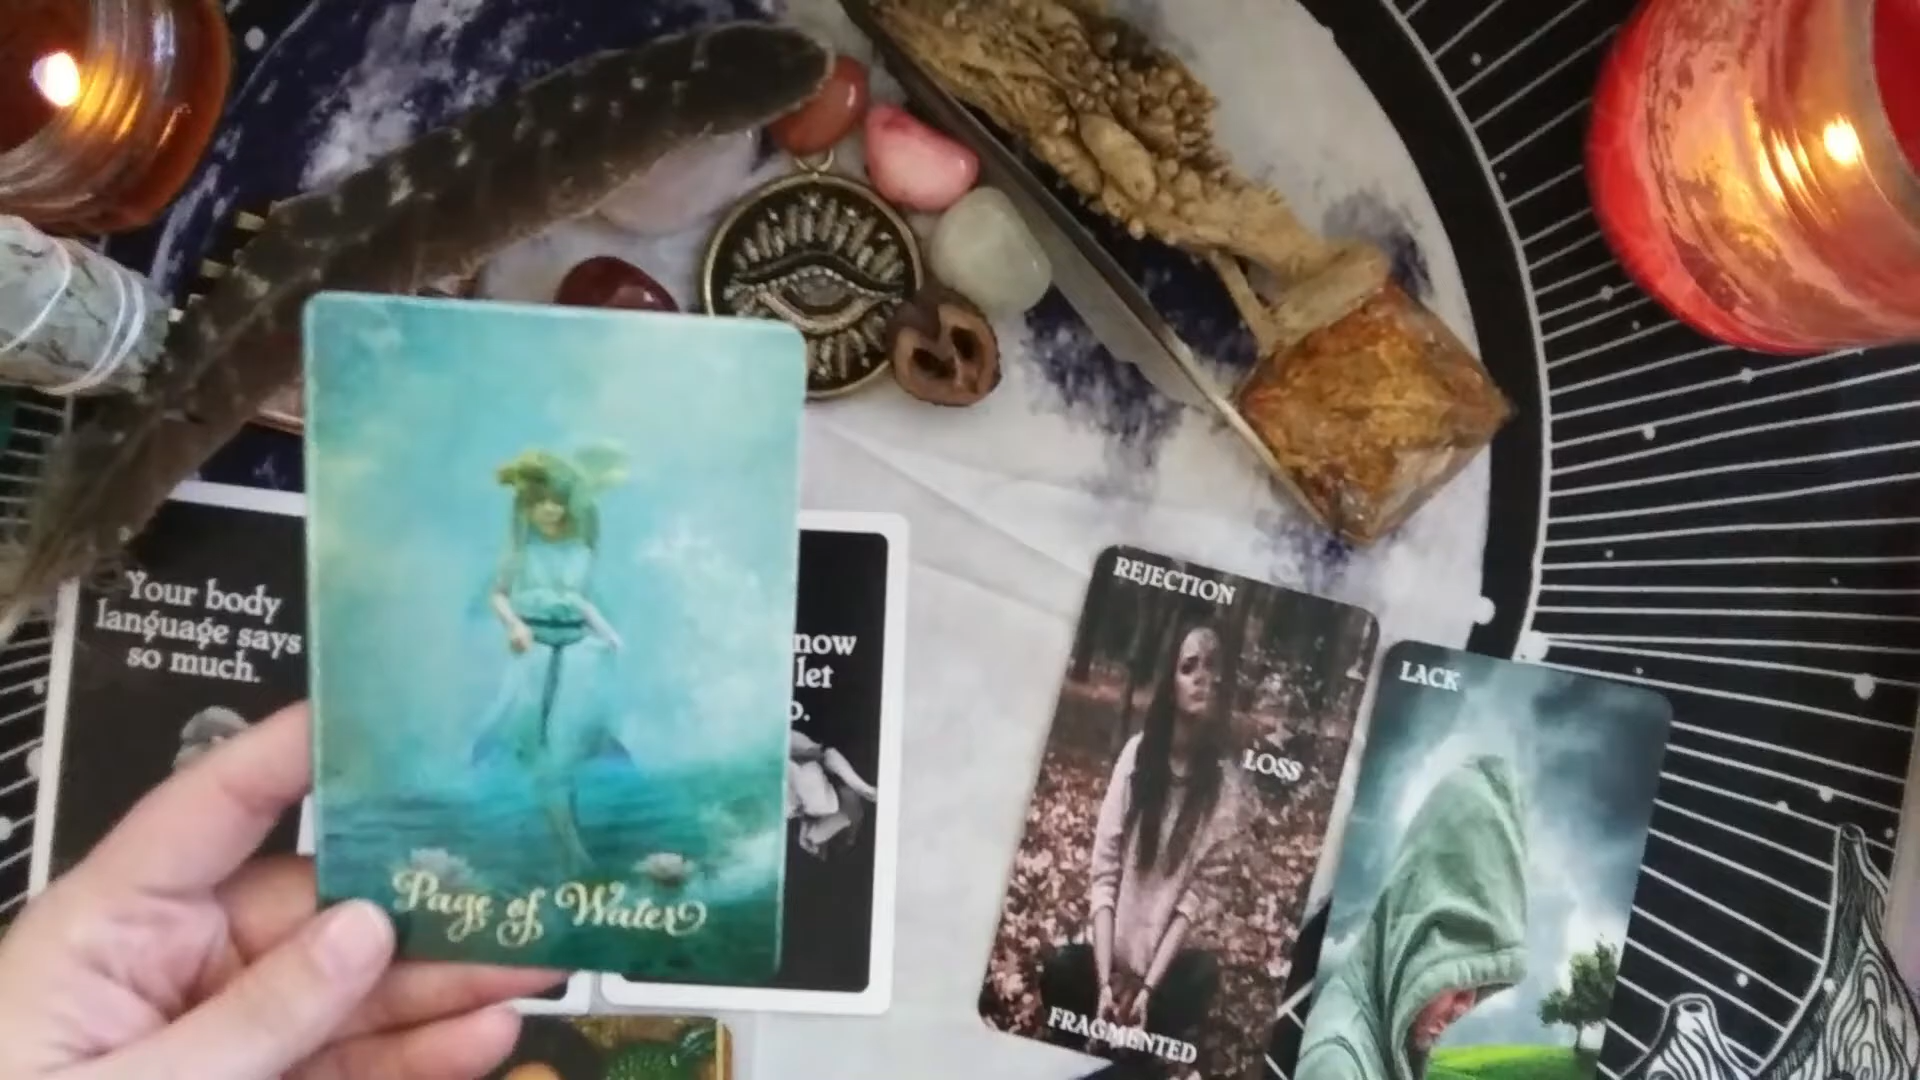 Your body
language says
so much.
Page of Water
now
let
REJECTION
LOSS
FRAGMENTED
LACK